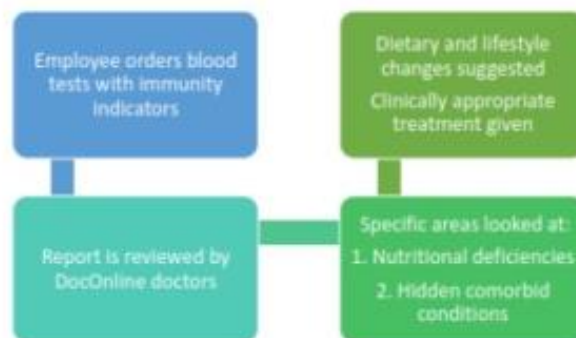 Employee orders blood
tests with immunity
indicators
Report is reviewed by
DocOnline doctors
Specific areas looked at:
1. Nutritional deficiencies
2. Hidden comorbid
conditions
Dietary and lifestyle
changes suggested
Clinically appropriate
treatment given